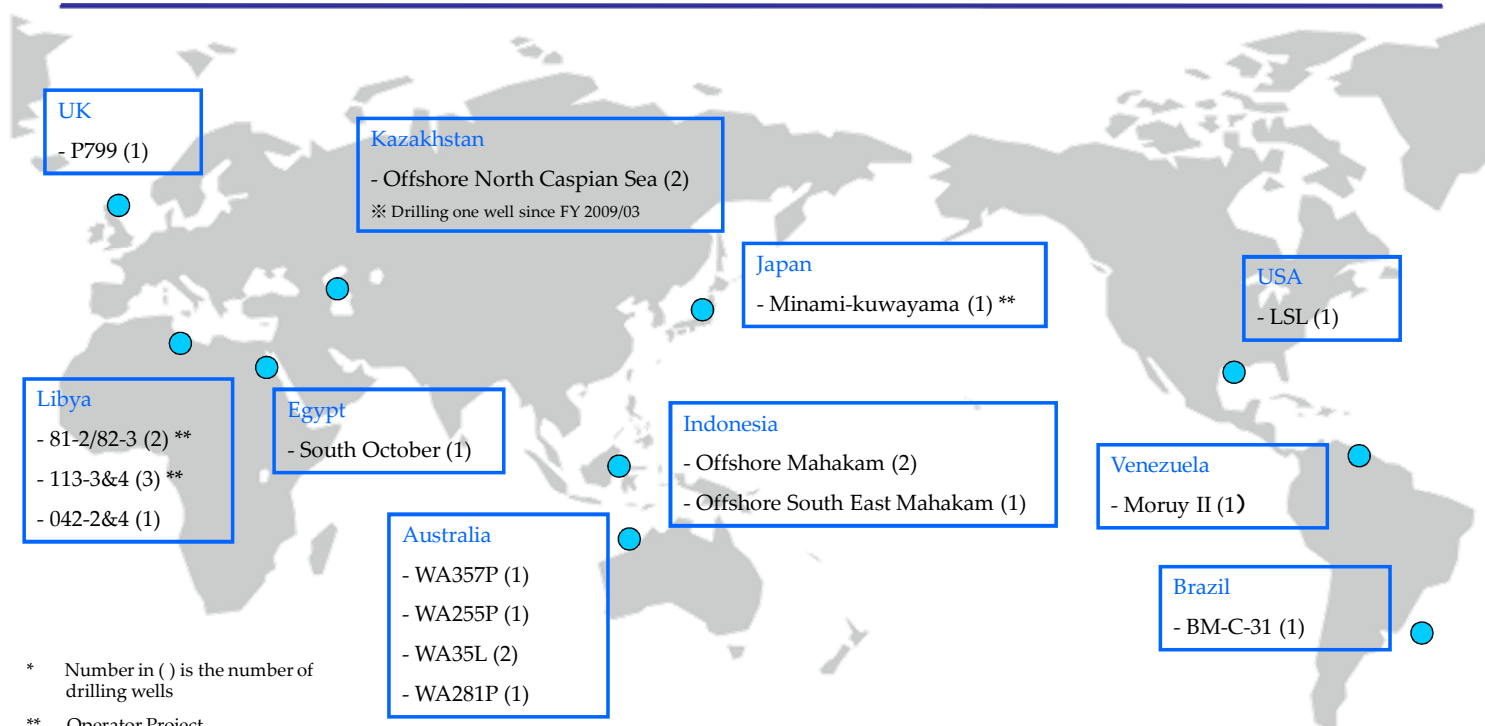 UK
- P799 (1)
Kazakhstan
- Offshore North Caspian Sea (2)
※ Drilling one well since FY 2009/03
Japan
- Minami-kuwayama (1) **
USA
- LSL (1)
Libya
- 81-2/82-3 (2) **
- 113-3&4 (3) **
- 042-2&4 (1)
Egypt
- South October (1)
Indonesia
- Offshore Mahakam (2)
- Offshore South East Mahakam (1)
Venezuela
- Moruy II (1)
Australia
- WA357P (1)
- WA255P (1)
- WA35L (2)
- WA281P (1)
Brazil
- BM-C-31 (1)
* Number in ( ) is the number of
drilling wells
** Operator Project